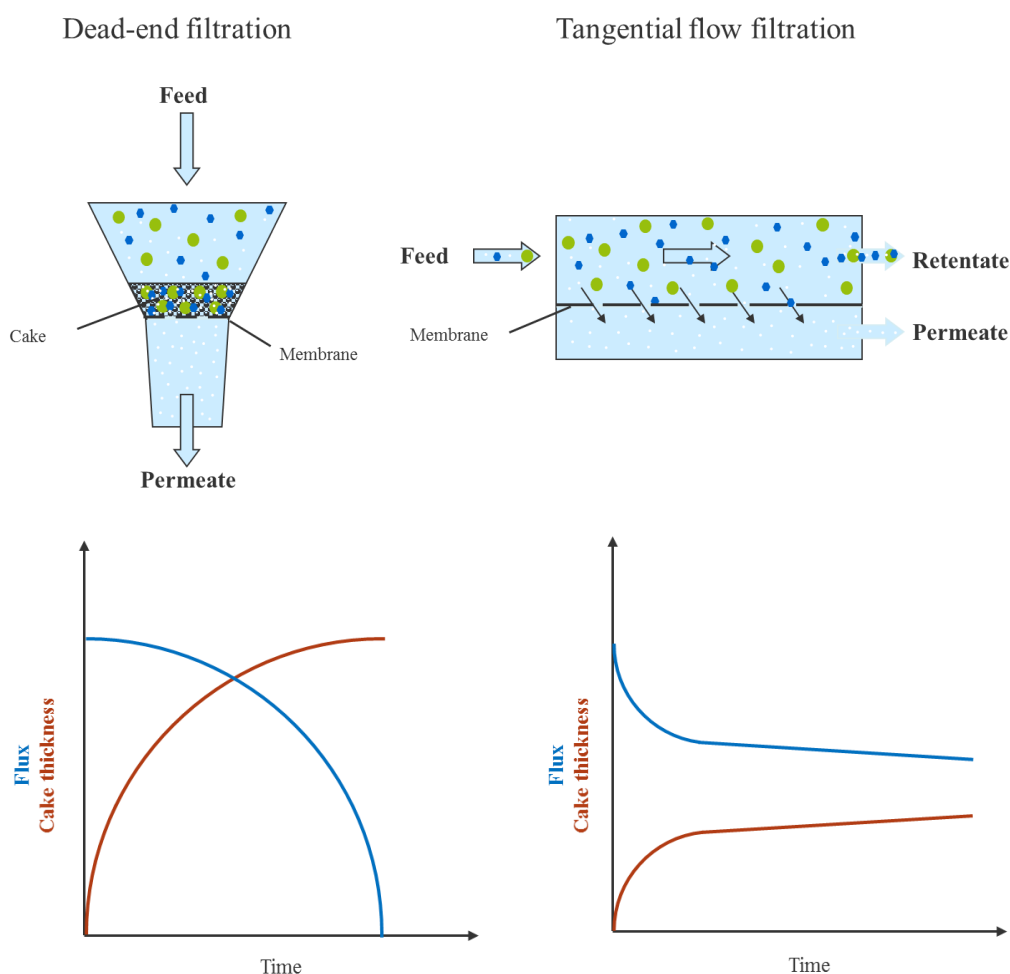 Dead-end filtration
Tangential flow filtration
Feed
Feed
Retentate
Cake
Membrane
Membrane
Permeate
Permeate
Flux
Cake thickness
Time
Flux
Cake thickness
Time